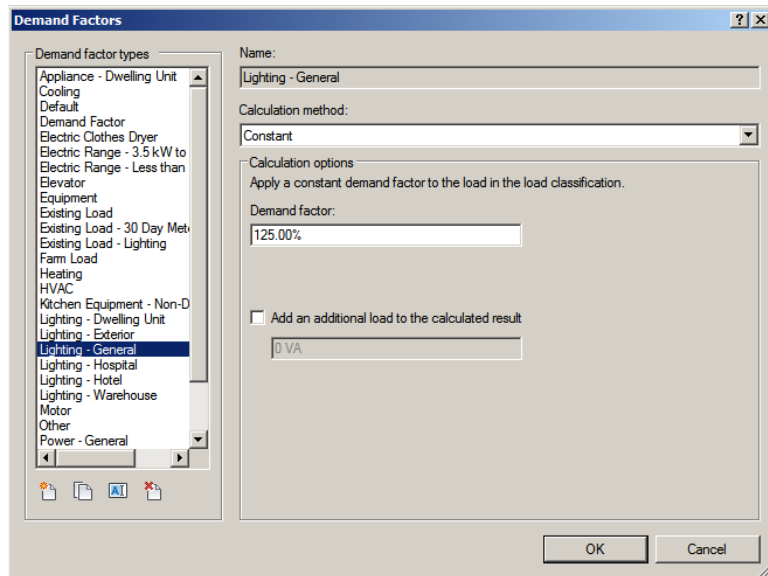 Demand Factors
Demand factor types
Appliance - Dwelling Unit
Cooling
Default
Demand Factor
Electric Clothes Dryer
Electric Range - 3.5 kW to
Electric Range - Less than
Elevator
Equipment
Existing Load
Existing Load - 30 Day Met
Existing Load - Lighting
Farm Load
Heating
HVAC
Kitchen Equipment - Non-D
Lighting - Dwelling Unit
Lighting - Exterior
Lighting - General
Lighting - Hospital
Lighting - Hotel
Lighting - Warehouse
Motor
Other
Power - General
Name:
Lighting - General
Calculation method:
Constant
Calculation options
Apply a constant demand factor to the load in the load classification.
Demand factor:
125.00%
Add an additional load to the calculated result
0 VA
OK
Cancel